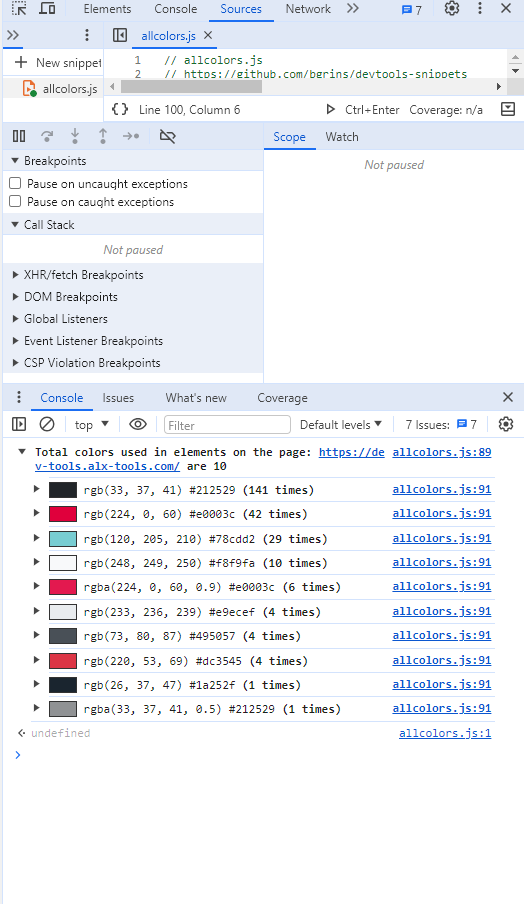 Elements Console Sources Network 7
New snippet
allcolors.js
allcolors.js
1 // allcolors.js
2 // https://github.com/bgrins/devtools-snippets
{} Line 100, Column 6 Ctrl+Enter Coverage: n/a
Breakpoints
Pause on uncaught exceptions
Pause on caught exceptions
Call Stack
Not paused
XHR/fetch Breakpoints
DOM Breakpoints
Global Listeners
Event Listener Breakpoints
CSP Violation Breakpoints
Scope Watch
Not paused
Console Issues What's new Coverage
top Filter Default levels 7 Issues: 7
Total colors used in elements on the page: https://de allcolors.js:89
v-tools.alx-tools.com/ are 10
rgb(33, 37, 41) #212529 (141 times) allcolors.js:91
rgb(224, 0, 60) #e0003c (42 times) allcolors.js:91
rgb(120, 205, 210) #78cdd2 (29 times) allcolors.js:91
rgb(248, 249, 250) #f8f9fa (10 times) allcolors.js:91
rgba(224, 0, 60, 0.9) #e0003c (6 times) allcolors.js:91
rgb(233, 236, 239) #e9ecef (4 times) allcolors.js:91
rgb(73, 80, 87) #495057 (4 times) allcolors.js:91
rgb(220, 53, 69) #dc3545 (4 times) allcolors.js:91
rgb(26, 37, 47) #1a252f (1 times) allcolors.js:91
rgba(33, 37, 41, 0.5) #212529 (1 times) allcolors.js:91
undefined allcolors.js:1